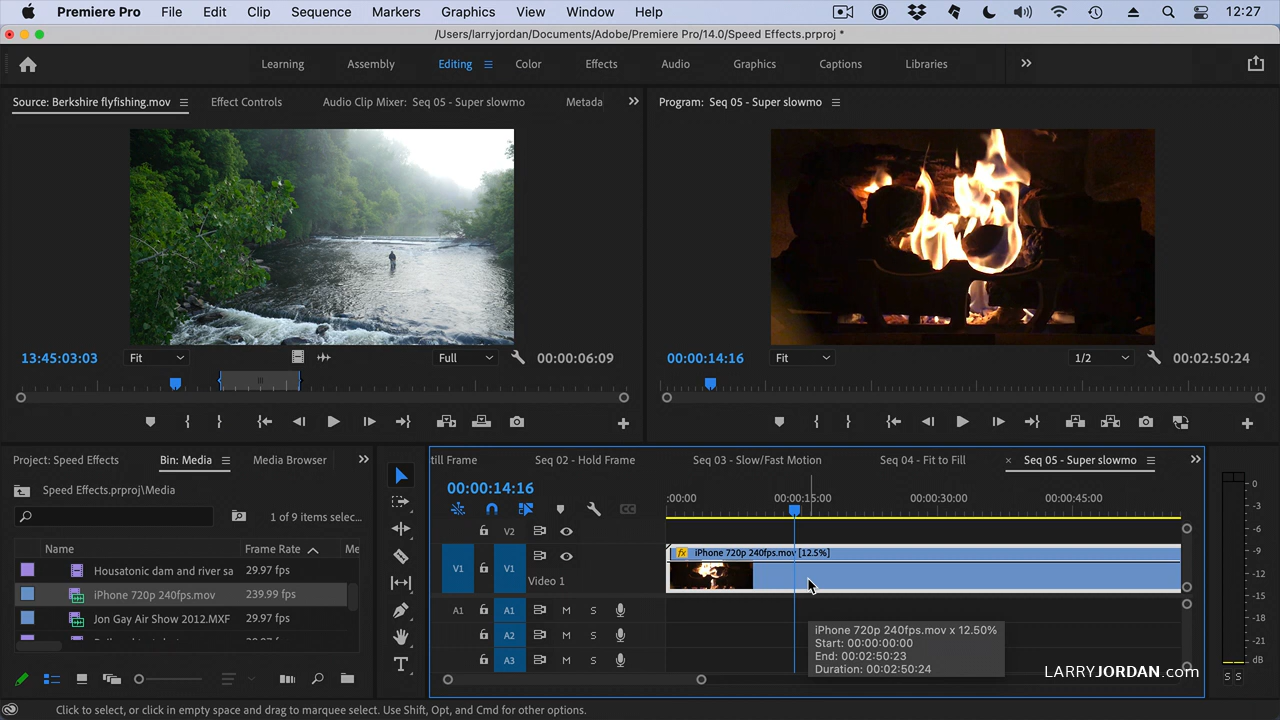 Premiere Pro File Edit Clip Sequence Markers Graphics View Window Help 12:27
/Users/larryjordan/Documents/Adobe/Premiere Pro/14.0/Speed Effects.prproj *
Learning Assembly Editing Color Effects Audio Graphics Captions Libraries
Source: Berkshire flyfishing.mov Effect Controls Audio Clip Mixer: Seq 05 - Super slowmo Metada
Program: Seq 05 - Super slowmo
13:45:03:03 Fit Full 00:00:06:09
00:00:14:16 Fit 1/2 00:02:50:24
Project: Speed Effects Bin: Media Media Browser
Speed Effects.prproj\Media
1 of 9 items selec...
Name Frame Rate Me
Housatonic dam and river sa 29.97 fps
iPhone 720p 240fps.mov 239.99 fps
Jon Gay Air Show 2012.MXF 29.97 fps
till Frame Seq 02 - Hold Frame Seq 03 - Slow/Fast Motion Seq 04 - Fit to Fill × Seq 05 - Super slowmo
00:00:14:16
:00:00 00:00:15:00 00:00:30:00 00:00:45:00
CC
V2
fx iPhone 720p 240fps.mov [12.5%]
V1 V1
Video 1
A1 A1 M S
A2 M S
A3 M S
iPhone 720p 240fps.mov x 12.50%
Start: 00:00:00:00
End: 00:02:50:23
Duration: 00:02:50:24
T
0
-3
-6
-9
-12
-15
-18
-21
dB
S S
LARRYJORDAN.com
Click to select, or click in empty space and drag to marquee select. Use Shift, Opt, and Cmd for other options.